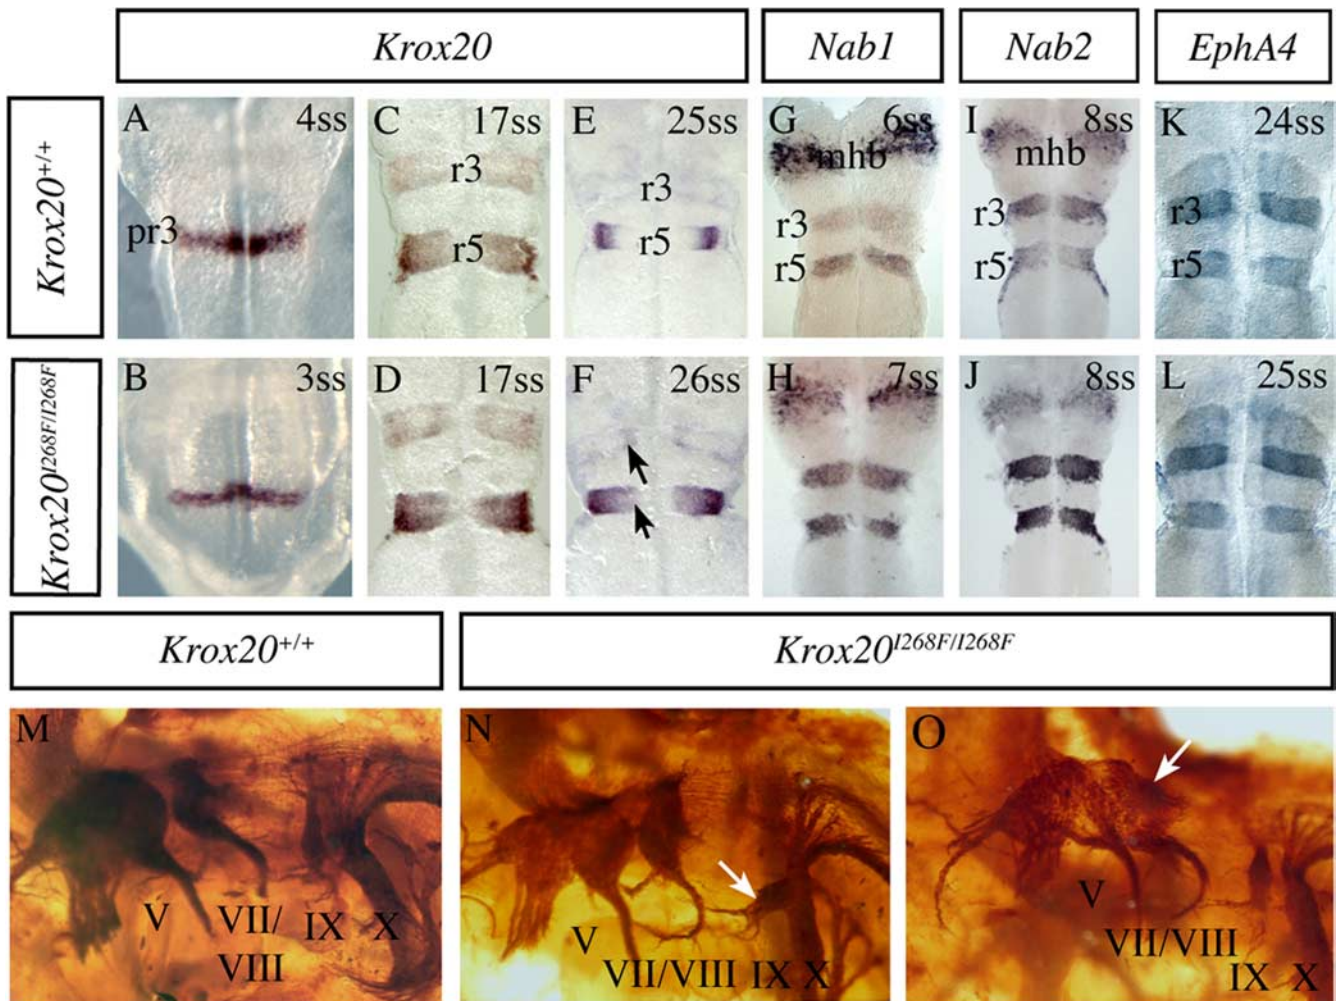 Krox20 Nab1 Nab2 EphA4
Krox20+/+
A 4ss C 17ss E 25ss G 6ss I 8ss K 24ss
mhb mhb
r3 r3
pr3 r3 r3 r3
r5 r5 r5 r5 r5
Krox20I268F/I268F
B 3ss D 17ss F 26ss H 7ss J 8ss L 25ss
Krox20+/+ Krox20I268F/I268F
M N O
V VII/ IX X
VIII
V
VII/VIII IX X
V
VII/VIII
IX X